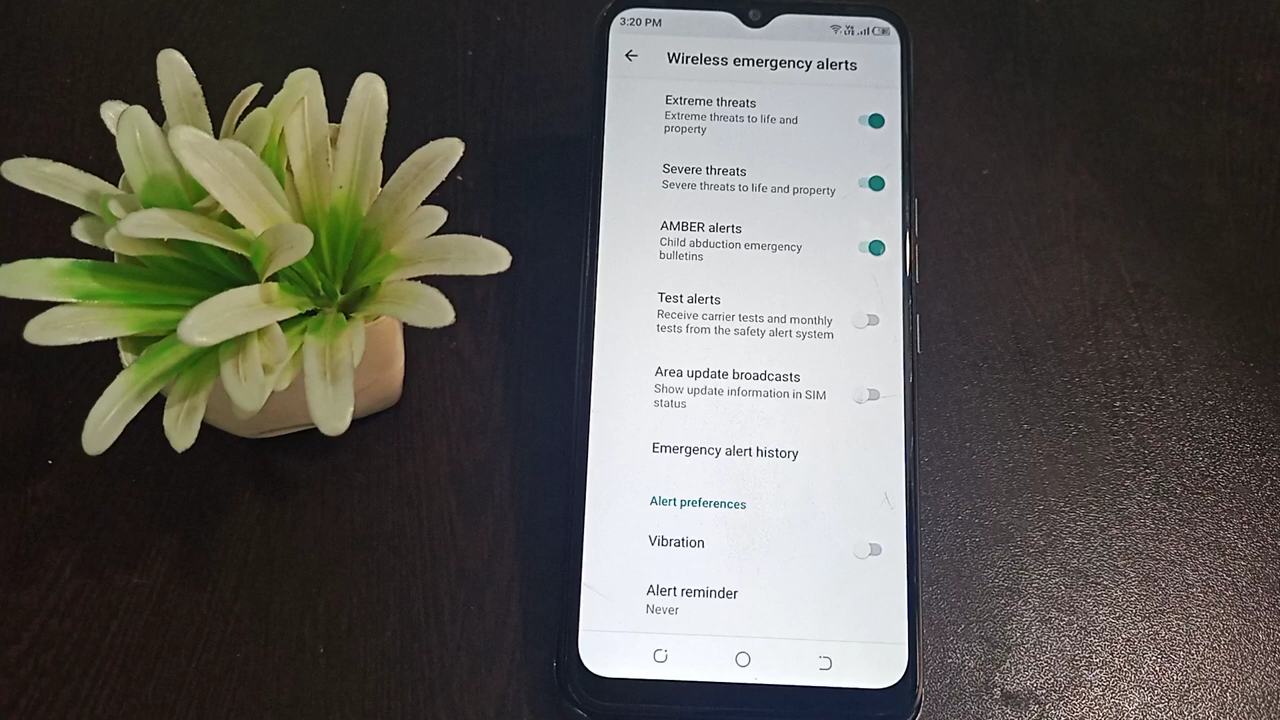 3:20 PM
Wireless emergency alerts
Extreme threats
Extreme threats to life and
property
Severe threats
Severe threats to life and property
AMBER alerts
Child abduction emergency
bulletins
Test alerts
Receive carrier tests and monthly
tests from the safety alert system
Area update broadcasts
Show update information in SIM
status
Emergency alert history
Alert preferences
Vibration
Alert reminder
Never